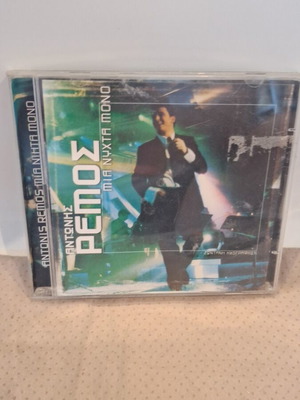 ANTONIS REMOS MIA NIHTA MONO
ΑΝΤΩΝΗΣ
ΡΕΜΟΣ
ΜΙΑ ΝΥΧΤΑ ΜΟΝΟ